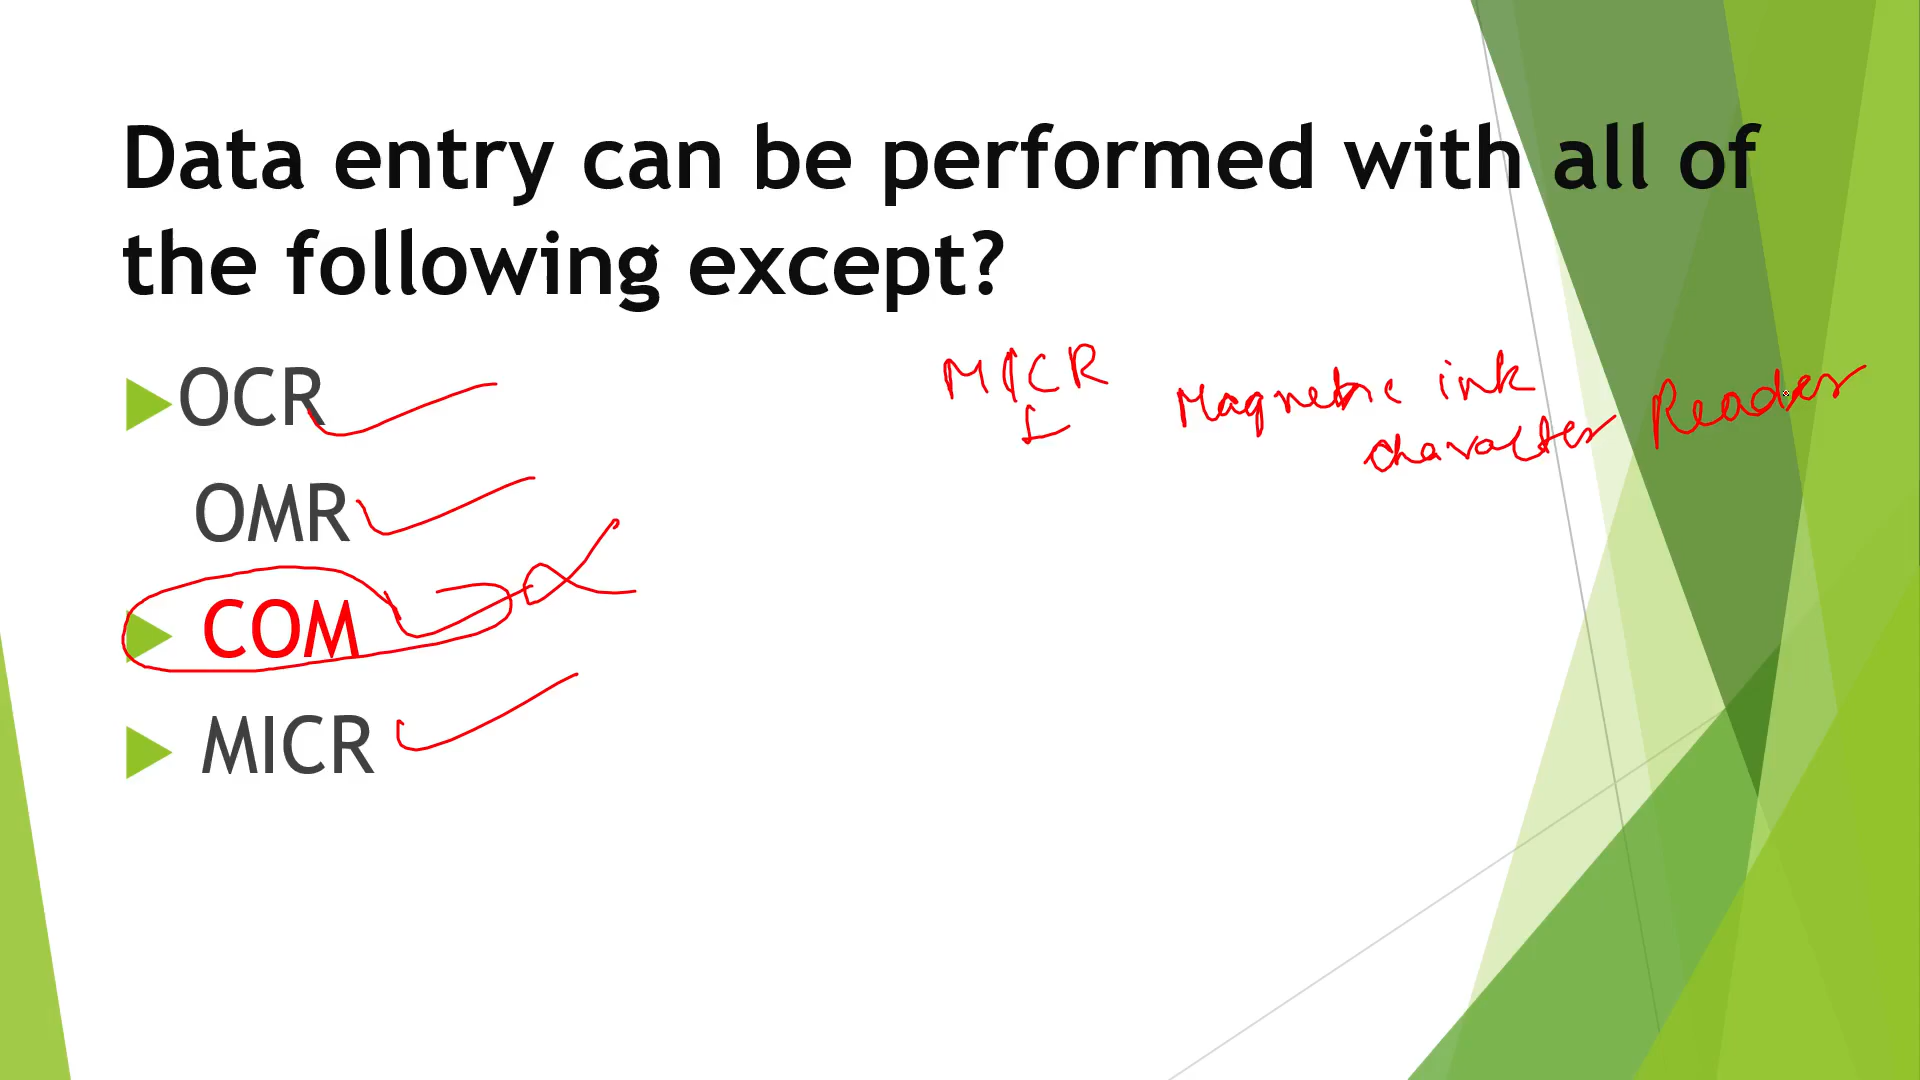 Data entry can be performed with all of
the following except?
OCR
OMR
COM
MICR
MICR
I
Magnetic ink
character Reader